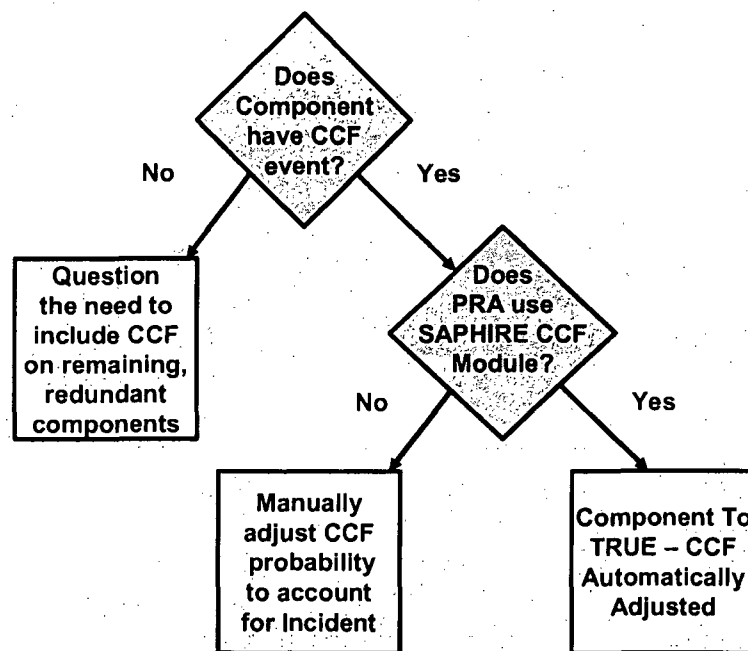 Does
Component
have CCF
event?
No
Yes
Question
the need to
include CCF
on remaining,
redundant
components
Does
PRA use
SAPHIRE CCF
Module?
No
Yes
Manually
adjust CCF
probability
to account
for Incident
Component To
TRUE – CCF
Automatically
Adjusted